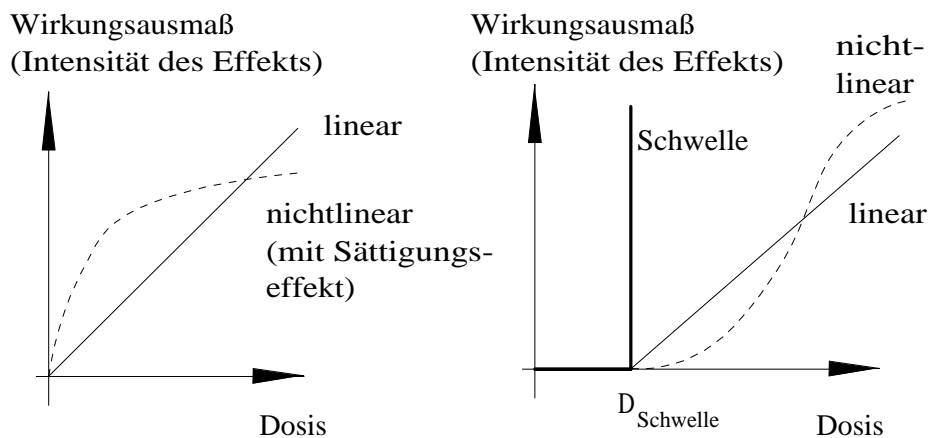 Wirkungsausmaß
(Intensität des Effekts)
linear
nichtlinear
(mit Sättigungs-
effekt)
Dosis
Wirkungsausmaß
(Intensität des Effekts)
nicht-
linear
Schwelle
linear
D Schwelle
Dosis